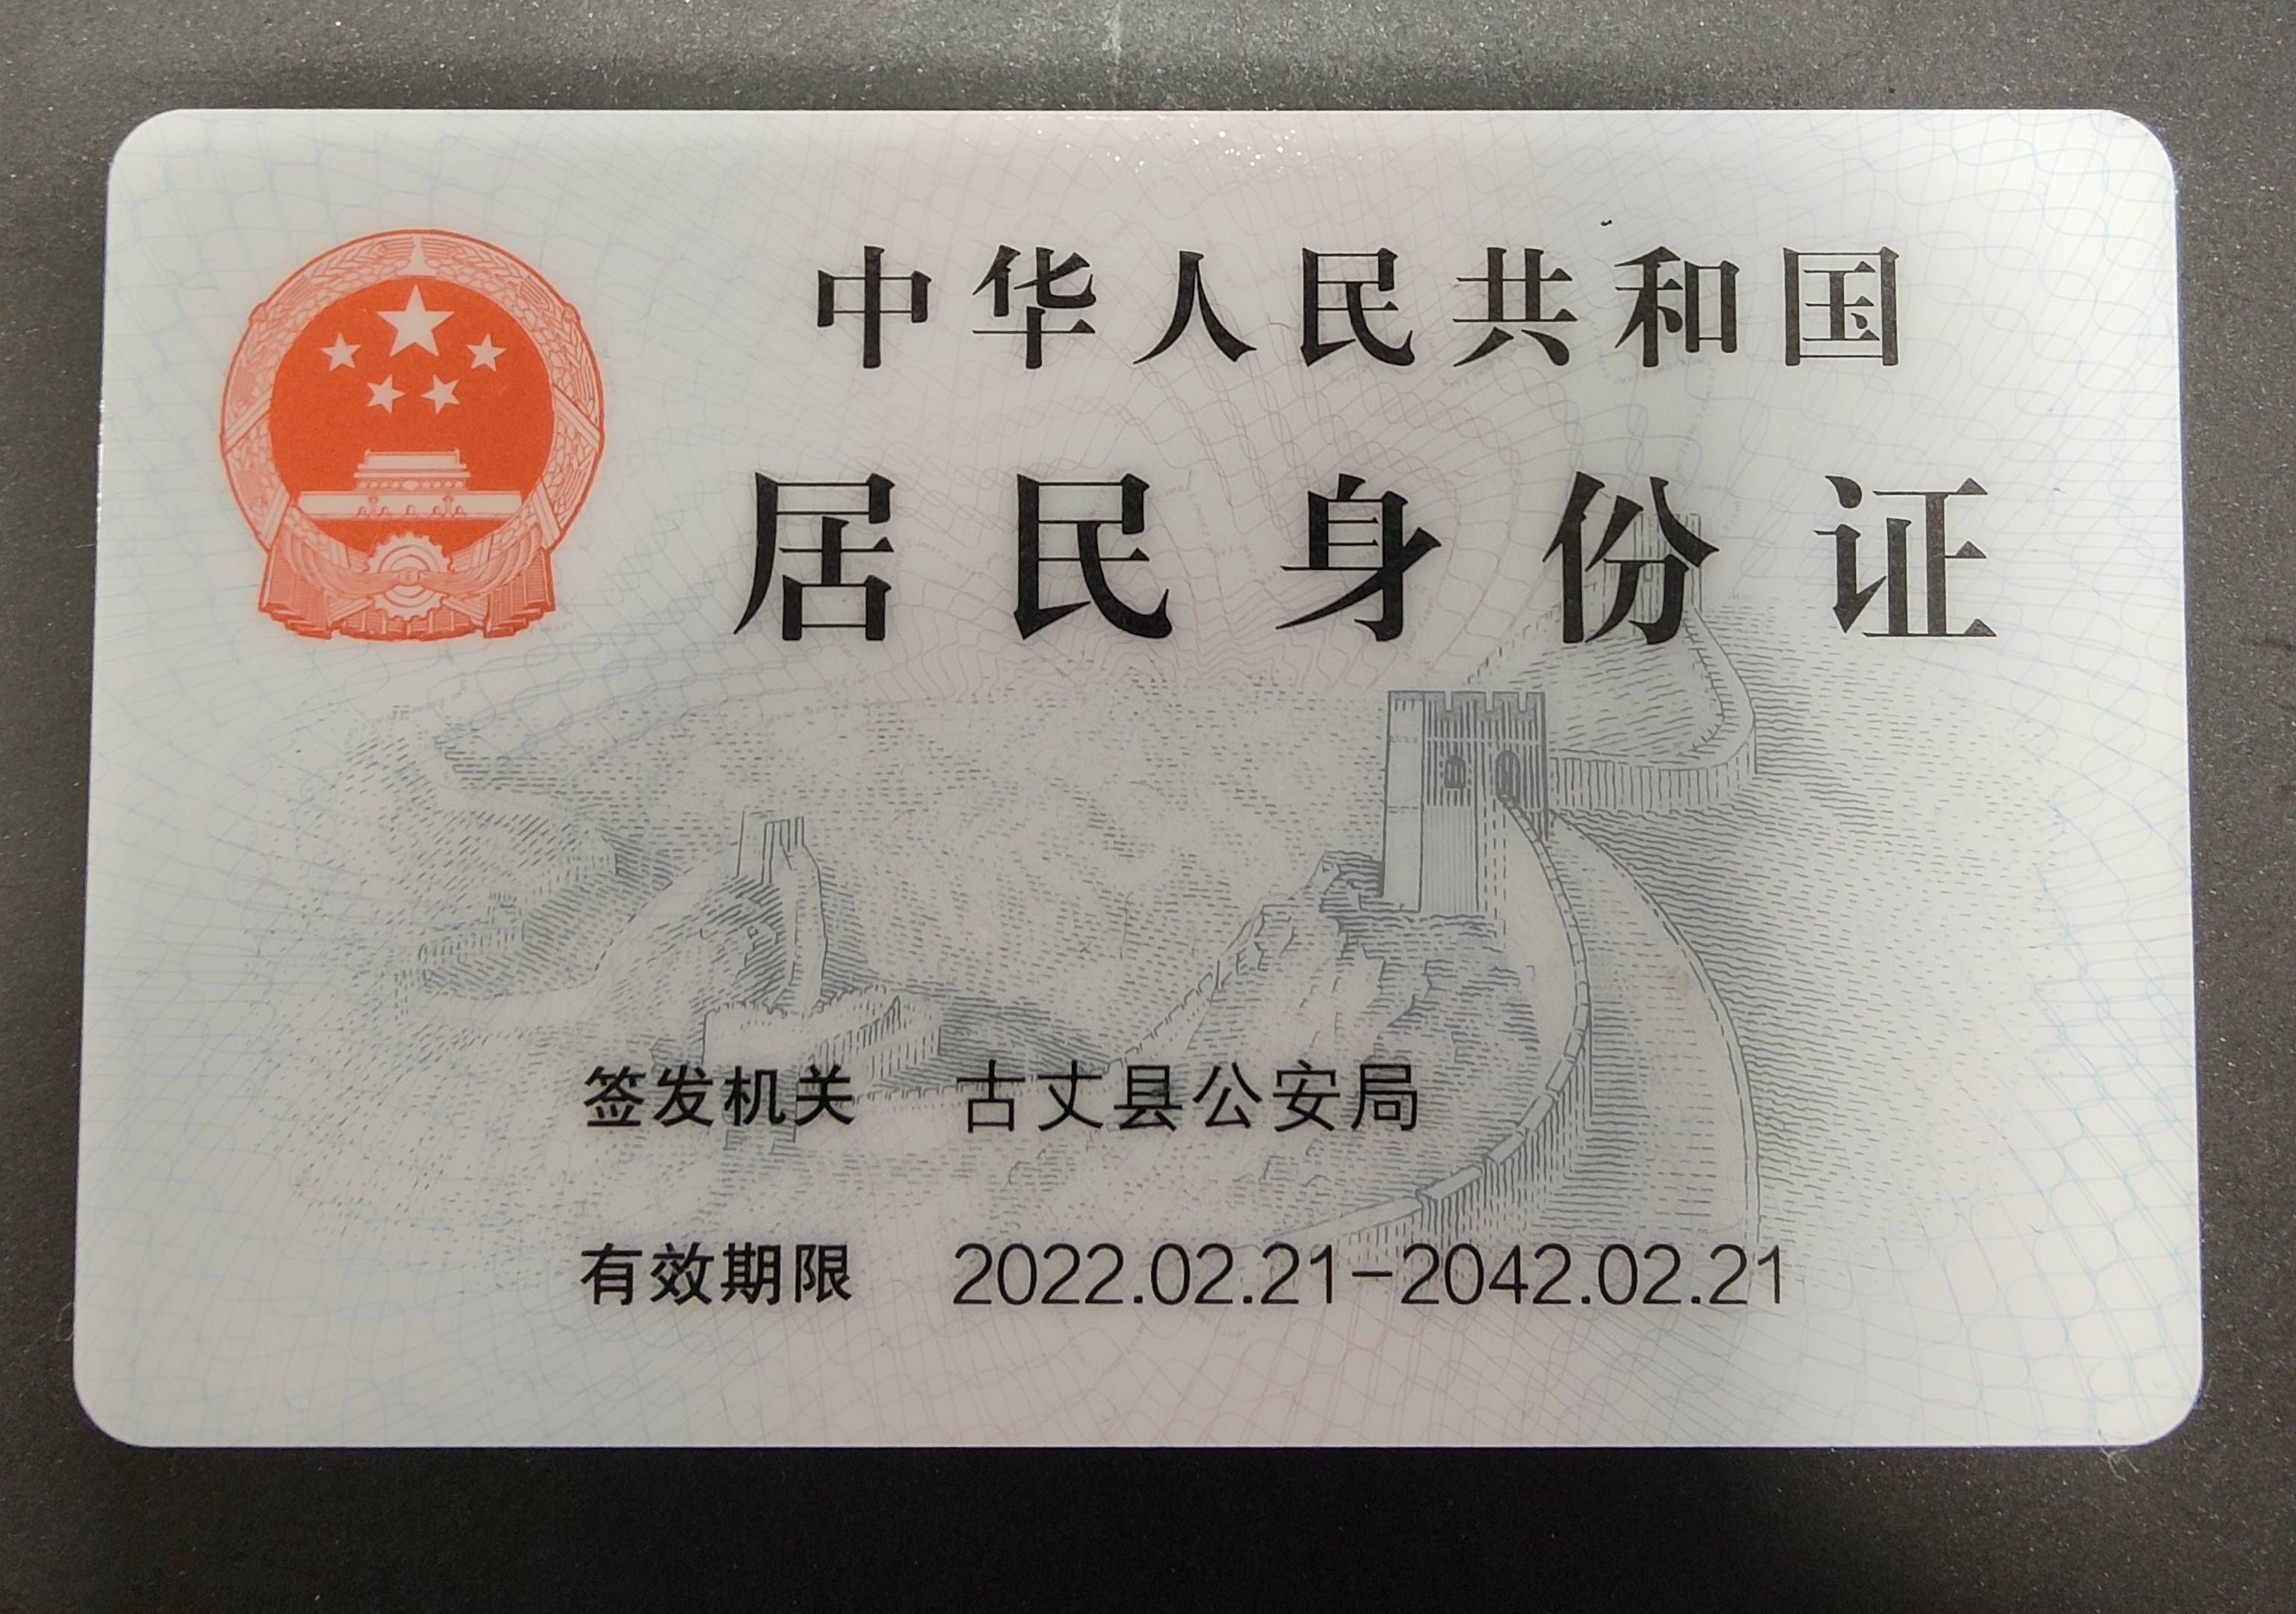 中华人民共和国
居民身份证
签发机关 古丈县公安局
有效期限 2022.02.21-2042.02.21